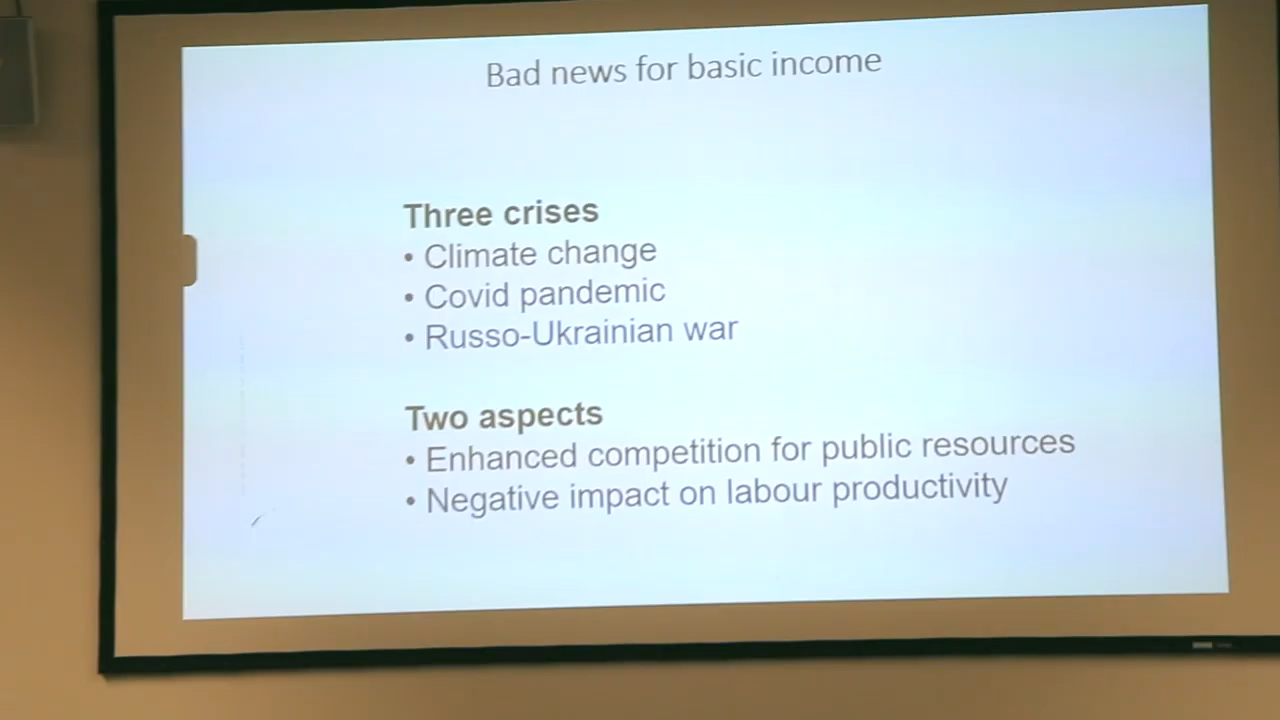 Bad news for basic income
Three crises
• Climate change
• Covid pandemic
• Russo-Ukrainian war
Two aspects
• Enhanced competition for public resources
• Negative impact on labour productivity